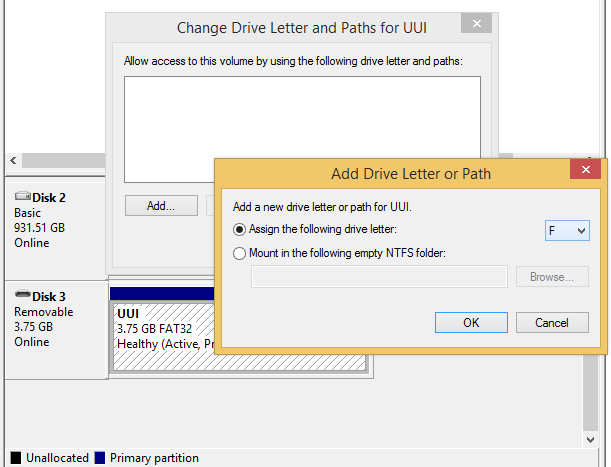 Change Drive Letter and Paths for UUI
Allow access to this volume by using the following drive letter and paths:
Add...
Add Drive Letter or Path
Add a new drive letter or path for UUI.
Assign the following drive letter:
F
Mount in the following empty NTFS folder:
Browse...
OK
Cancel
Disk 2
Basic
931.51 GB
Online
Disk 3
Removable
3.75 GB
Online
UUI
3.75 GB FAT32
Healthy (Active, Pr
Unallocated
Primary partition